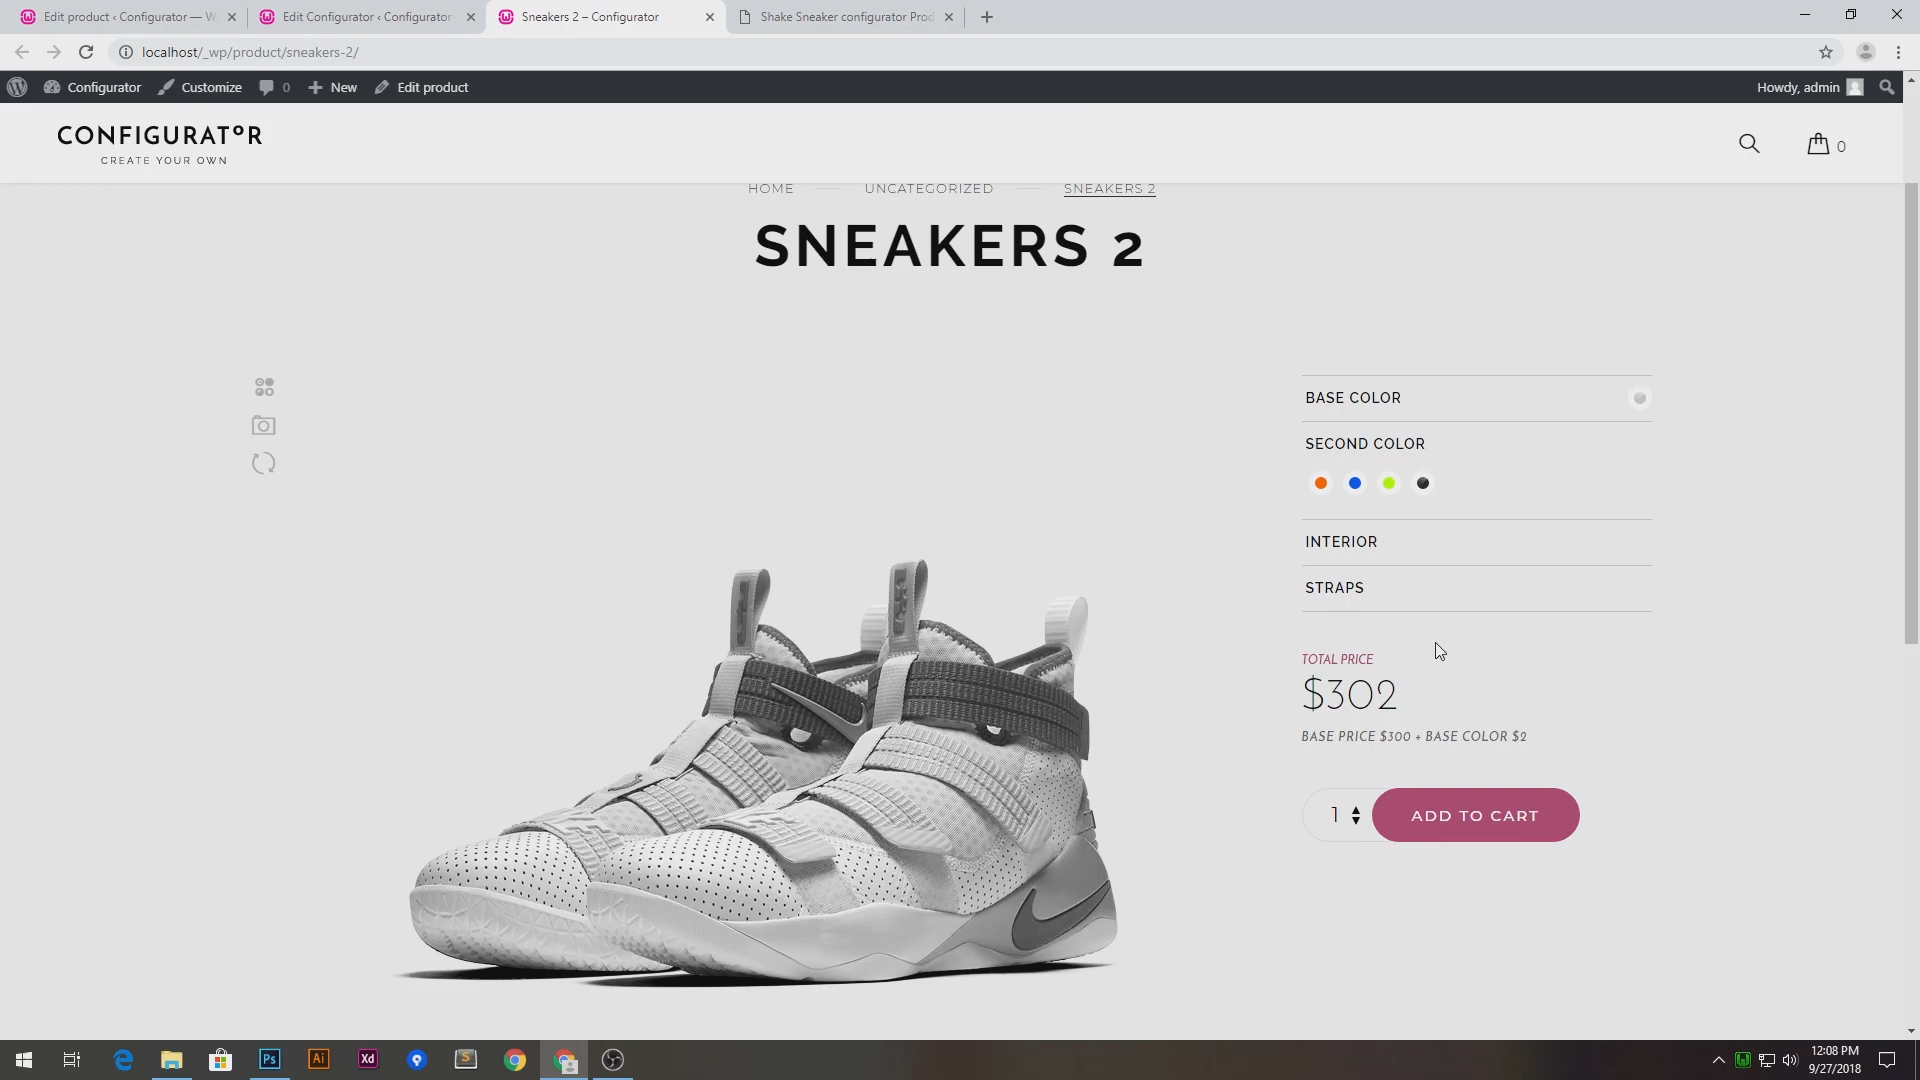 Edit product ‹ Configurator — W
Edit Configurator ‹ Configurator
Sneakers 2 – Configurator
Shake Sneaker configurator Prod
localhost/_wp/product/sneakers-2/
Configurator
Customize
0
New
Edit product
Howdy, admin
CONFIGURATOR
CREATE YOUR OWN
0
HOME
UNCATEGORIZED
SNEAKERS 2
SNEAKERS 2
BASE COLOR
SECOND COLOR
INTERIOR
STRAPS
TOTAL PRICE
$302
BASE PRICE $300 + BASE COLOR $2
1
ADD TO CART
Ps
Ai
Xd
S
12:08 PM
9/27/2018